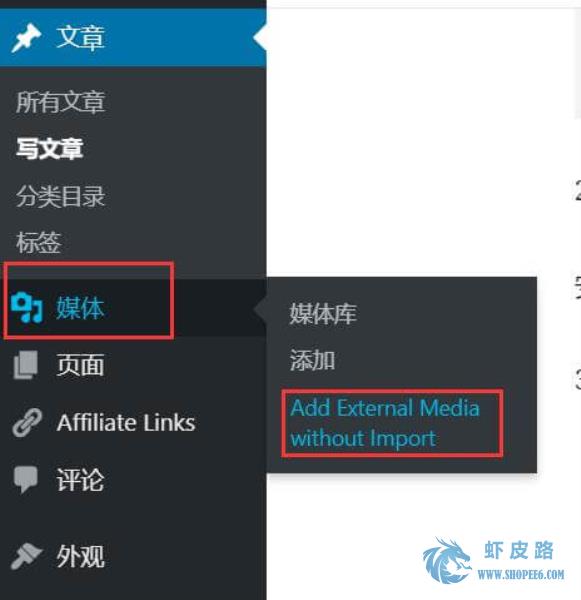 文章
所有文章
写文章
分类目录
标签
媒体
媒体库
添加
Add External Media
without Import
页面
Affiliate Links
评论
外观
虾皮路
WWW.SHOPEE6.COM